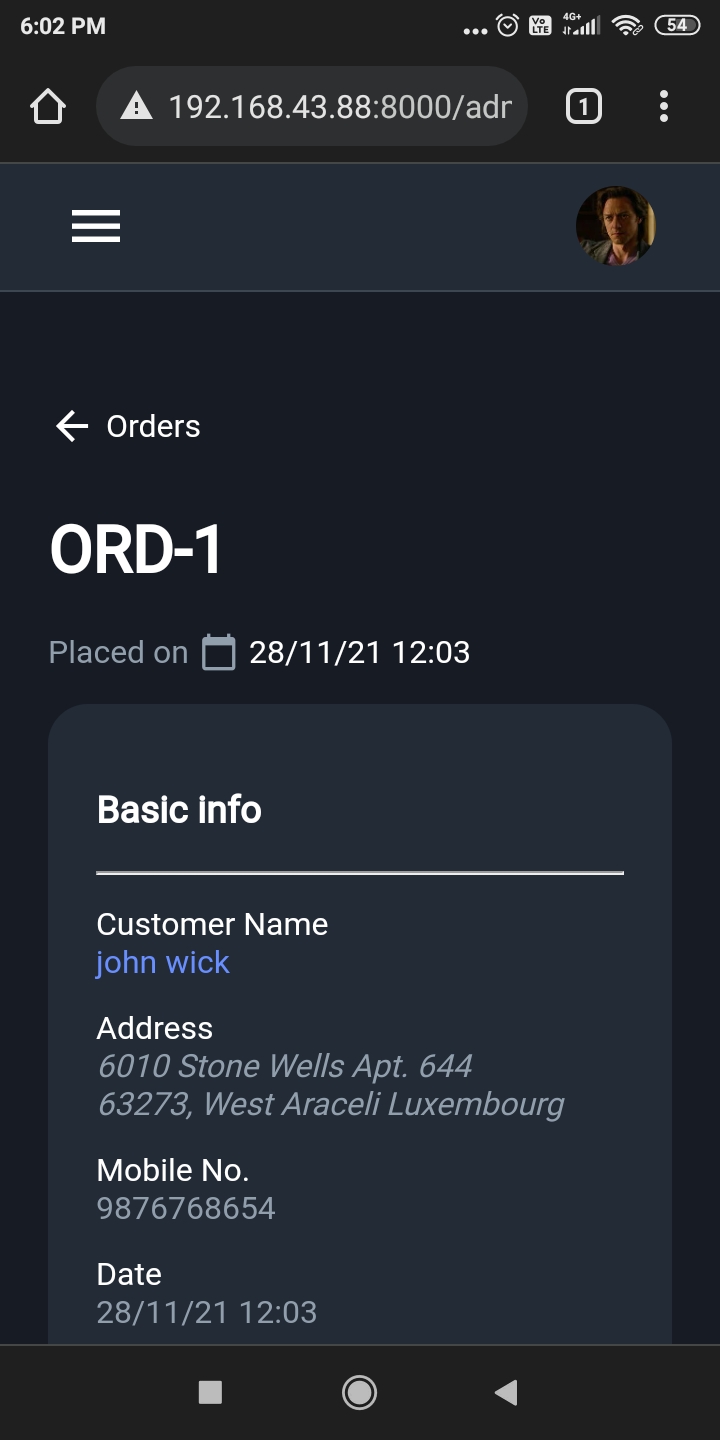 6:02 PM
Vo LTE
4G+
54
192.168.43.88:8000/adr
1
Orders
ORD-1
Placed on 28/11/21 12:03
Basic info
Customer Name
john wick
Address
6010 Stone Wells Apt. 644
63273, West Araceli Luxembourg
Mobile No.
9876768654
Date
28/11/21 12:03